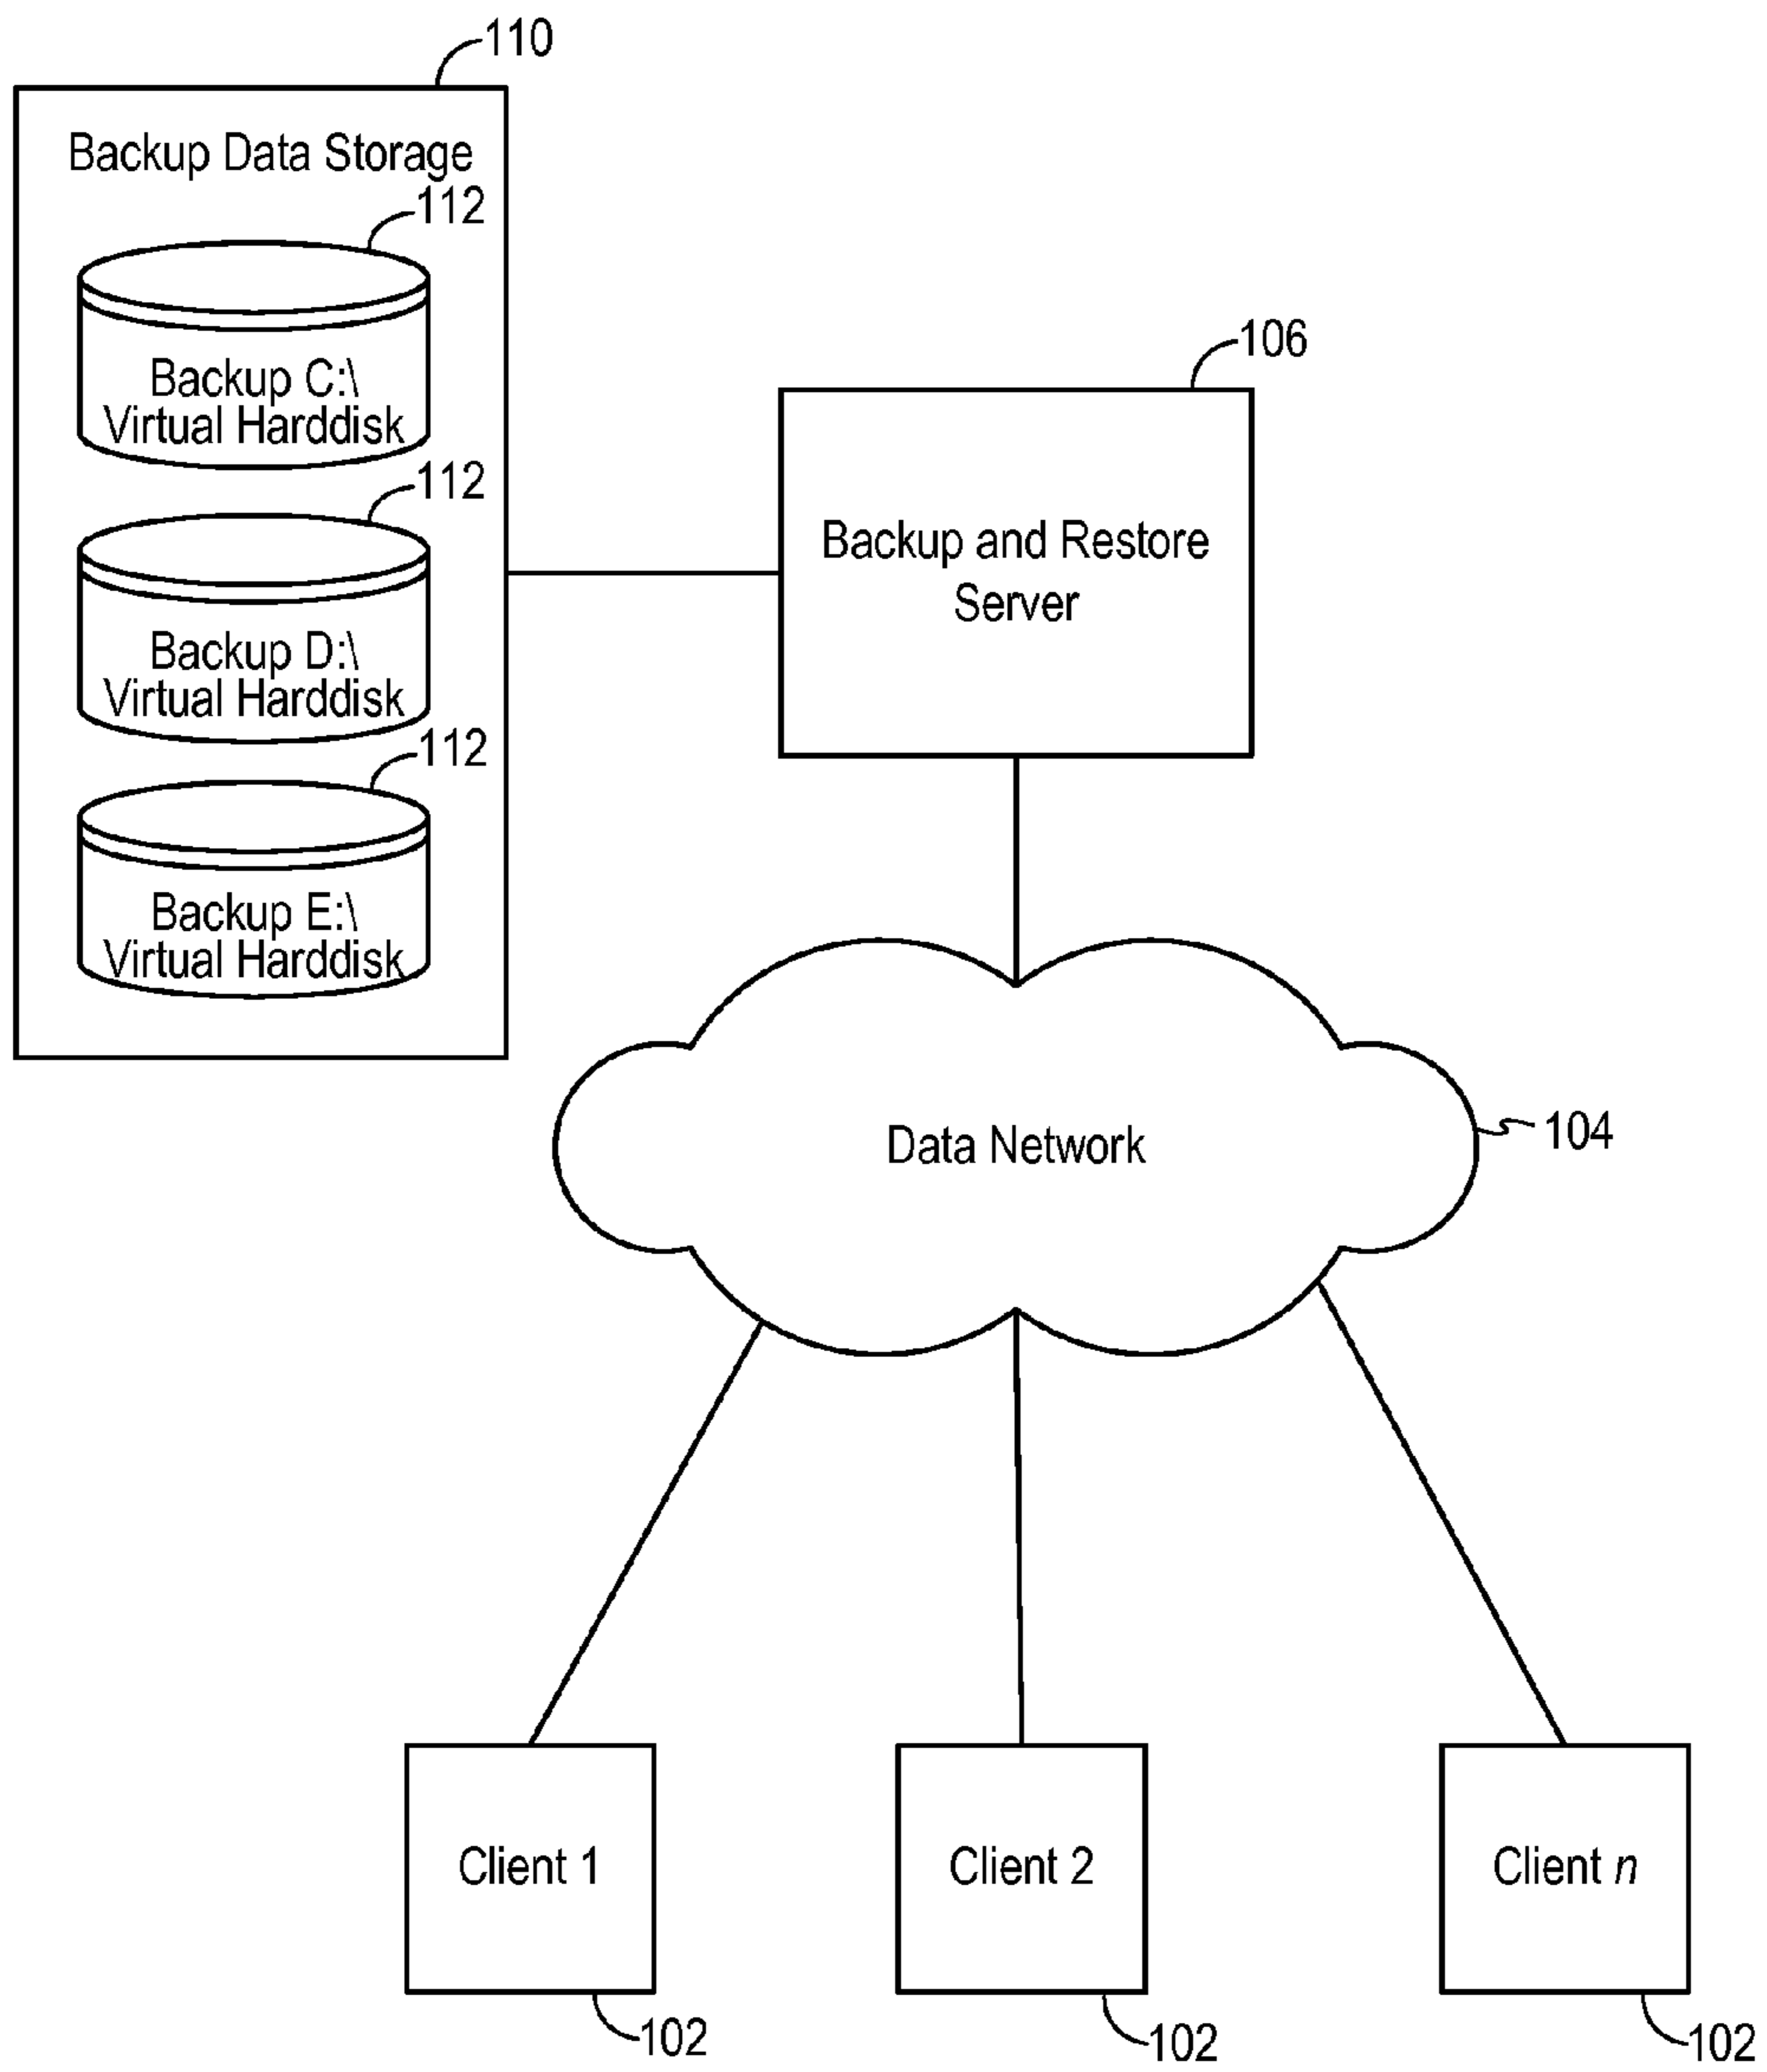 110
Backup Data Storage
112
Backup C:\
Virtual Harddisk
112
Backup D:\
Virtual Harddisk
112
Backup E:\
Virtual Harddisk
106
Backup and Restore
Server
Data Network
104
Client 1
Client 2
Client n
102
102
102